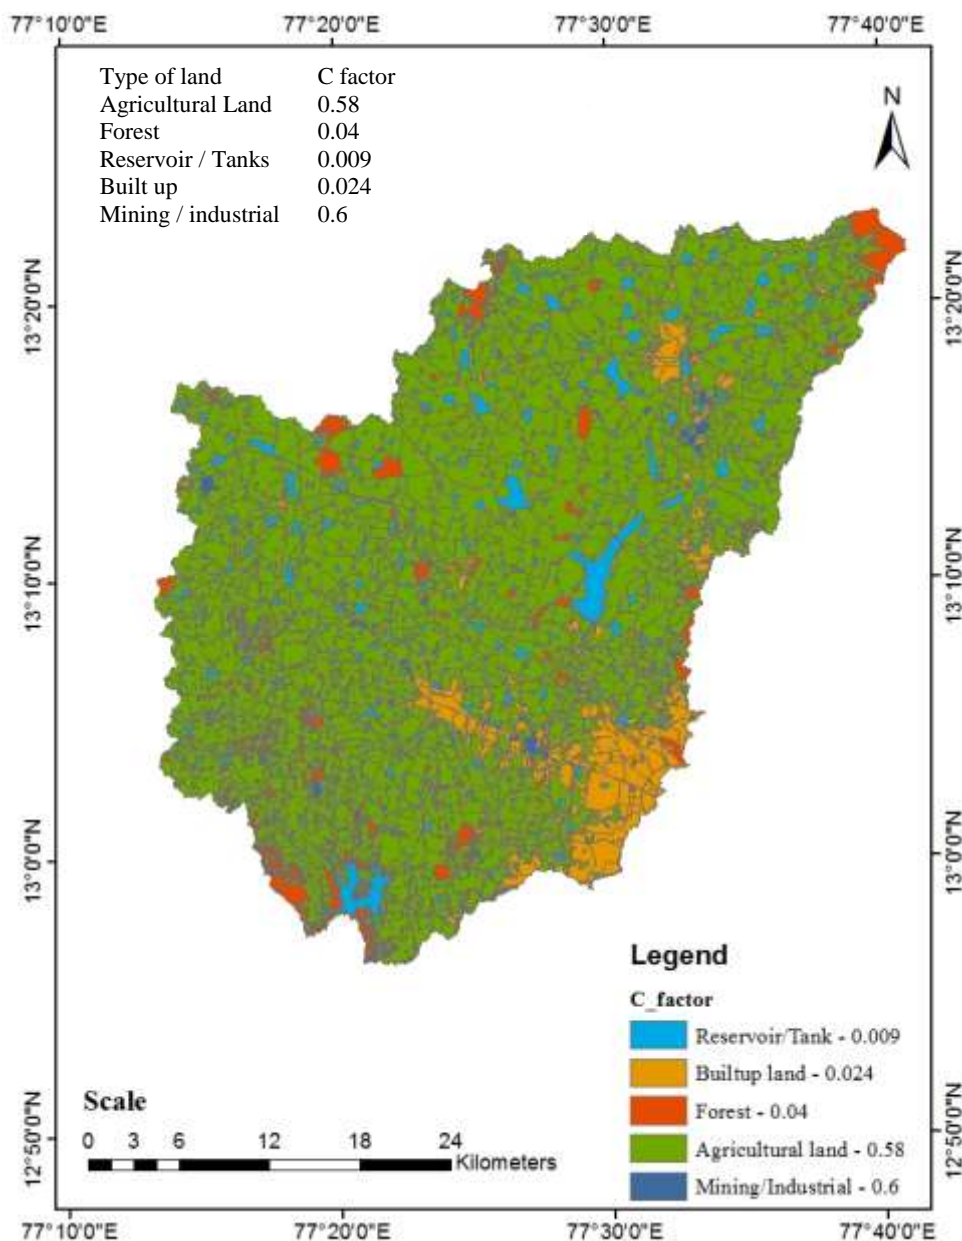 77°10'0"E 77°20'0"E 77°30'0"E 77°40'0"E
Type of land C factor
Agricultural Land 0.58
Forest 0.04
Reservoir / Tanks 0.009
Built up 0.024
Mining / industrial 0.6
N
13°20'0"N 13°20'0"N
13°10'0"N 13°10'0"N
13°0'0"N 13°0'0"N
12°50'0"N 12°50'0"N
Legend
C_factor
Reservoir/Tank - 0.009
Builtup land - 0.024
Forest - 0.04
Agricultural land - 0.58
Mining/Industrial - 0.6
Scale
0 3 6 12 18 24
Kilometers
77°10'0"E 77°20'0"E 77°30'0"E 77°40'0"E